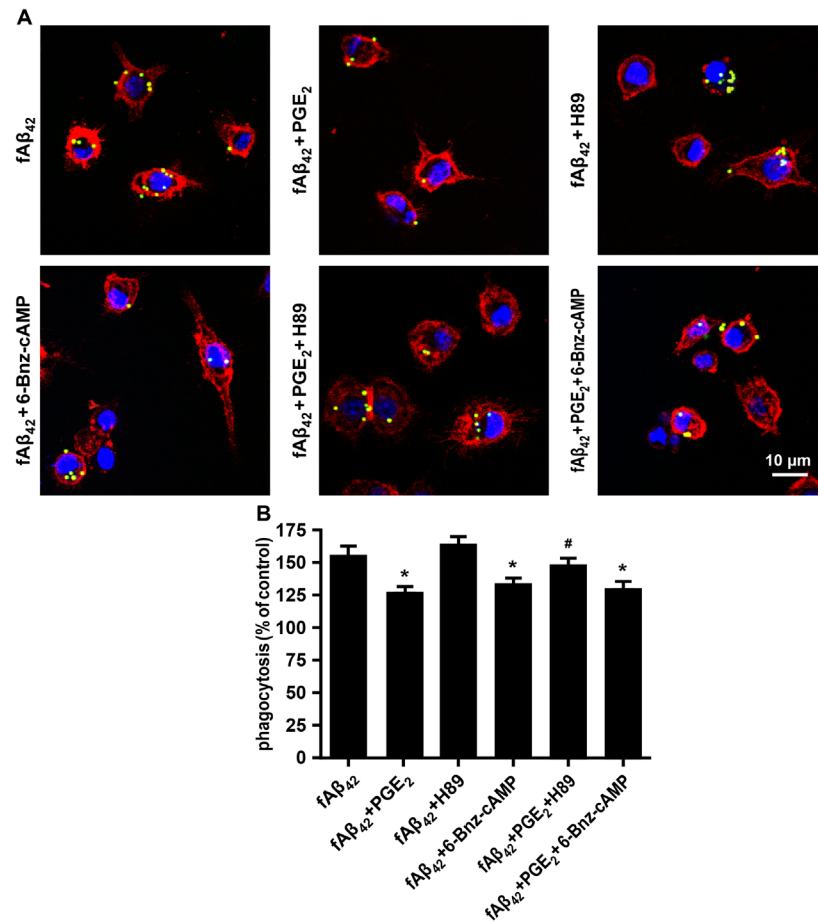 A
fAβ₄₂
fAβ₄₂+PGE₂
fAβ₄₂+H89
fAβ₄₂+6-Bnz-cAMP
fAβ₄₂+PGE₂+H89
fAβ₄₂+PGE₂+6-Bnz-cAMP
10 µm
B
phagocytosis (% of control)
175
150
125
100
75
50
25
0
*
*
#
*
fAβ₄₂
fAβ₄₂+PGE₂
fAβ₄₂+H89
fAβ₄₂+6-Bnz-cAMP
fAβ₄₂+PGE₂+H89
fAβ₄₂+PGE₂+6-Bnz-cAMP